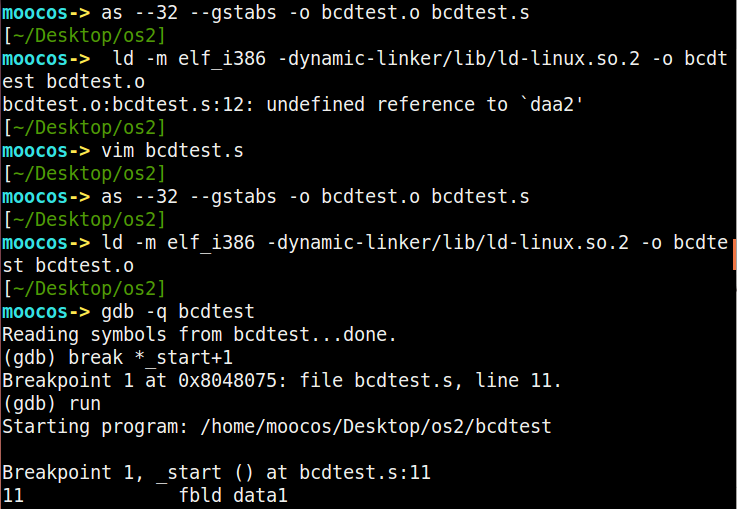 moocos-> as --32 --gstabs -o bcdtest.o bcdtest.s
[~/Desktop/os2]
moocos->  ld -m elf_i386 -dynamic-linker/lib/ld-linux.so.2 -o bcdt
est bcdtest.o
bcdtest.o:bcdtest.s:12: undefined reference to `daa2'
[~/Desktop/os2]
moocos-> vim bcdtest.s
[~/Desktop/os2]
moocos-> as --32 --gstabs -o bcdtest.o bcdtest.s
[~/Desktop/os2]
moocos-> ld -m elf_i386 -dynamic-linker/lib/ld-linux.so.2 -o bcdte
st bcdtest.o
[~/Desktop/os2]
moocos-> gdb -q bcdtest
Reading symbols from bcdtest...done.
(gdb) break *_start+1
Breakpoint 1 at 0x8048075: file bcdtest.s, line 11.
(gdb) run
Starting program: /home/moocos/Desktop/os2/bcdtest

Breakpoint 1, _start () at bcdtest.s:11
11              fbld data1